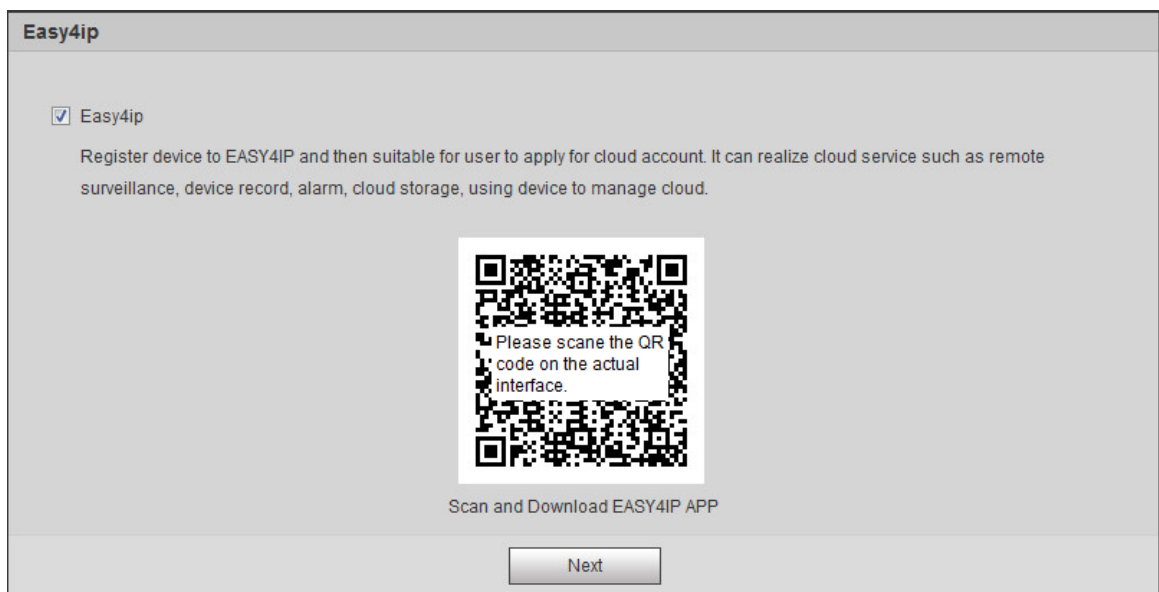 Easy4ip
Easy4ip
Register device to EASY4IP and then suitable for user to apply for cloud account. It can realize cloud service such as remote
surveillance, device record, alarm, cloud storage, using device to manage cloud.
Please scane the QR
code on the actual
interface.
Scan and Download EASY4IP APP
Next